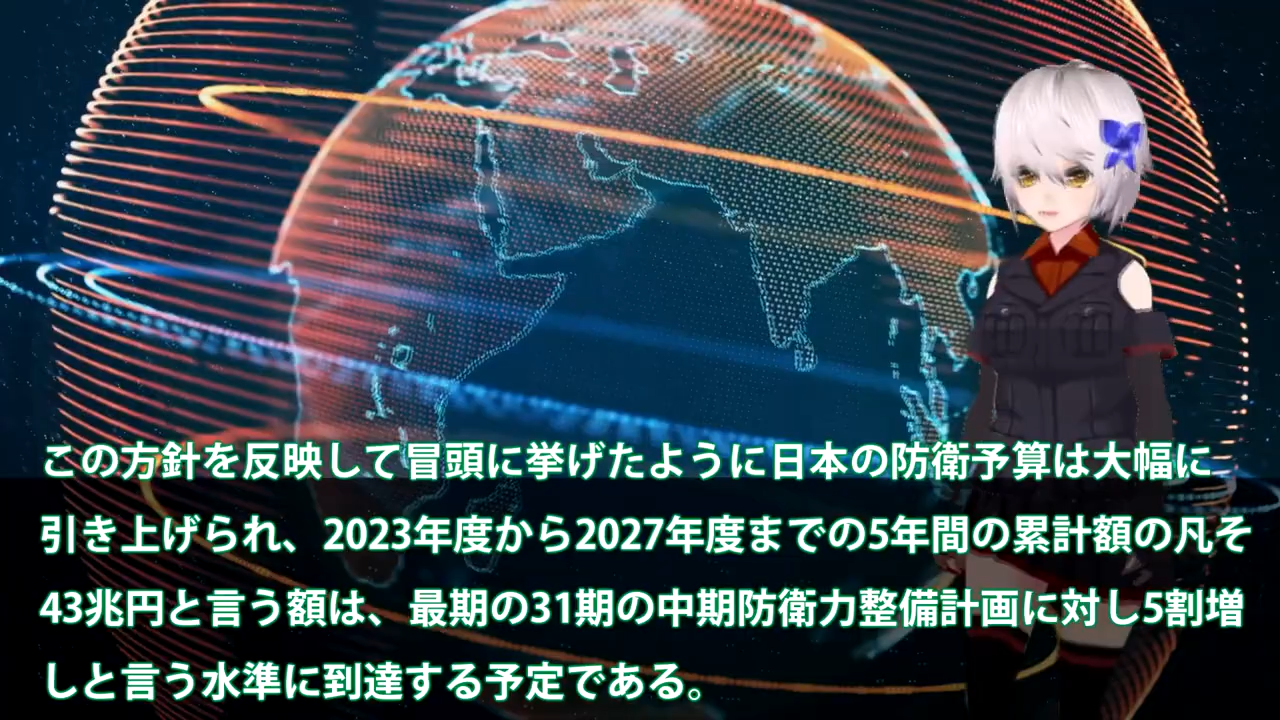 この方針を反映して冒頭に挙げたように日本の防衛予算は大幅に
引き上げられ、2023年度から2027年度までの5年間の累計額の凡そ
43兆円と言う額は、最期の31期の中期防衛力整備計画に対し5割増
しと言う水準に到達する予定である。